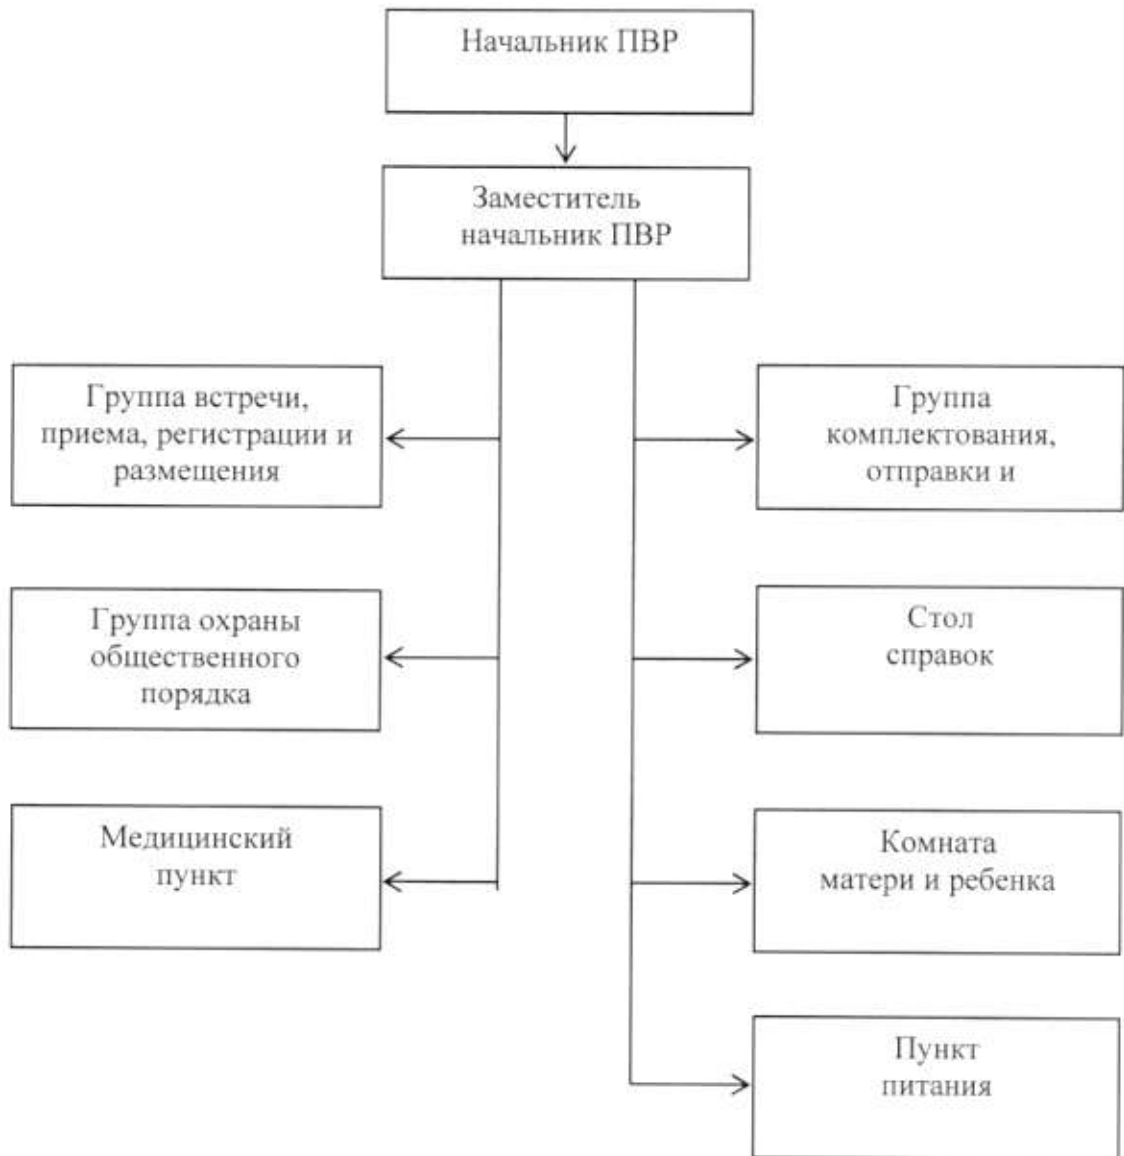 Начальник ПВР
Заместитель
начальник ПВР
Группа встречи,
приема, регистрации и
размещения
Группа
комплектования,
отправки и
Группа охраны
общественного
порядка
Стол
справок
Медицинский
пункт
Комната
матери и ребенка
Пункт
питания